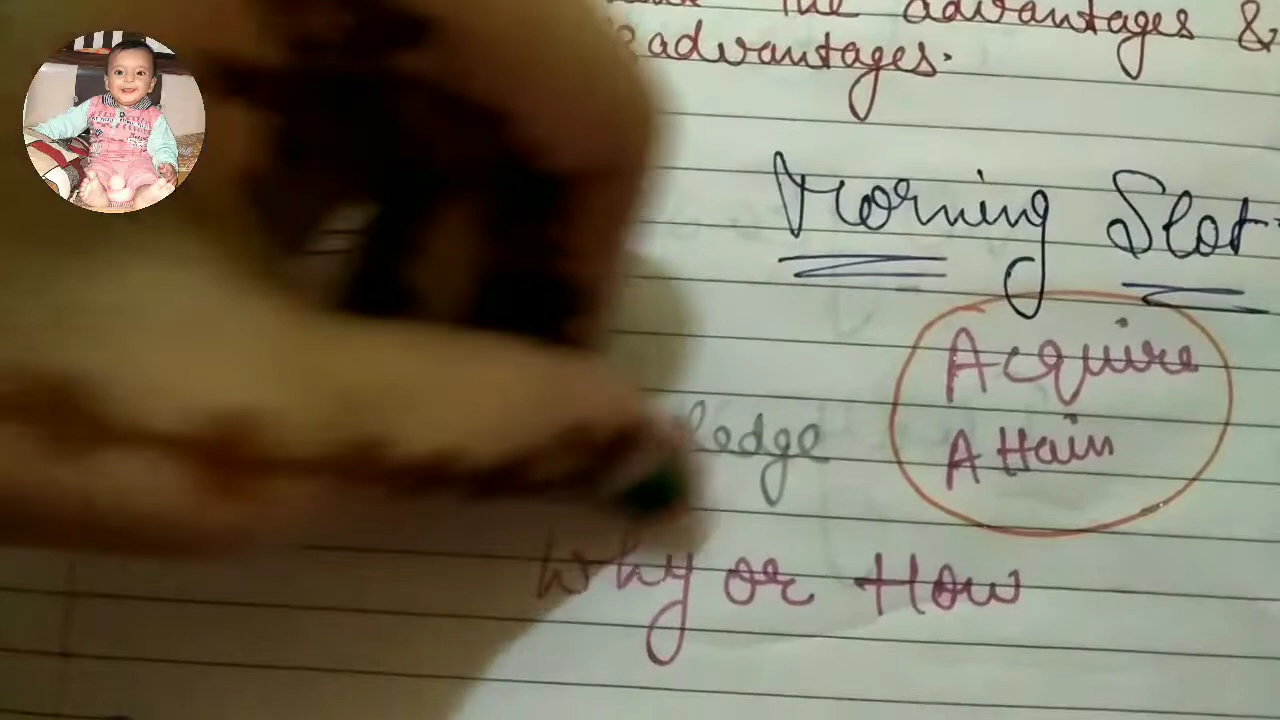 the advantages &
advantages.
Morning Slot
Acquire
Attain
ledge
Why or How